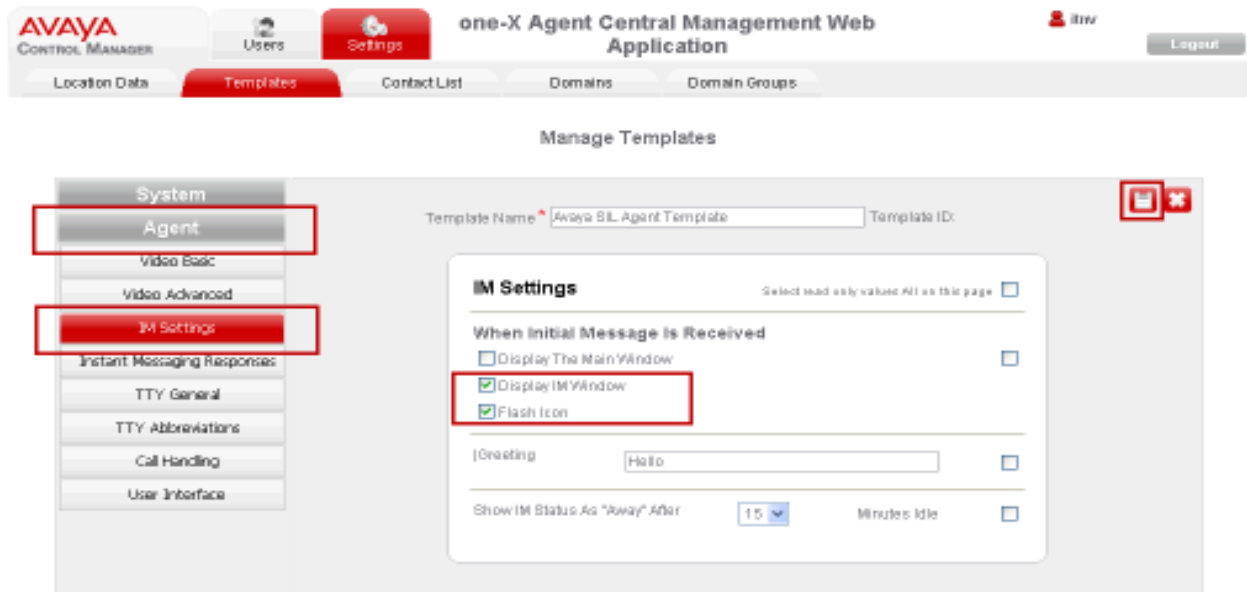 AVAYA
CONTROL MANAGER
Users
Settings
one-X Agent Central Management Web
Application
itnv
Logout
Location Data
Templates
Contact List
Domains
Domain Groups
Manage Templates
System
Agent
Video Basic
Video Advanced
IM Settings
Instant Messaging Responses
TTY General
TTY Abbreviations
Call Handling
User Interface
Template Name * Avaya SIL Agent Template Template ID:
IM Settings
Select read only values All on this page
When Initial Message Is Received
Display The Main Window
Display IM Window
Flash Icon
|Greeting Hello
Show IM Status As "Away" After 15 Minutes Idle